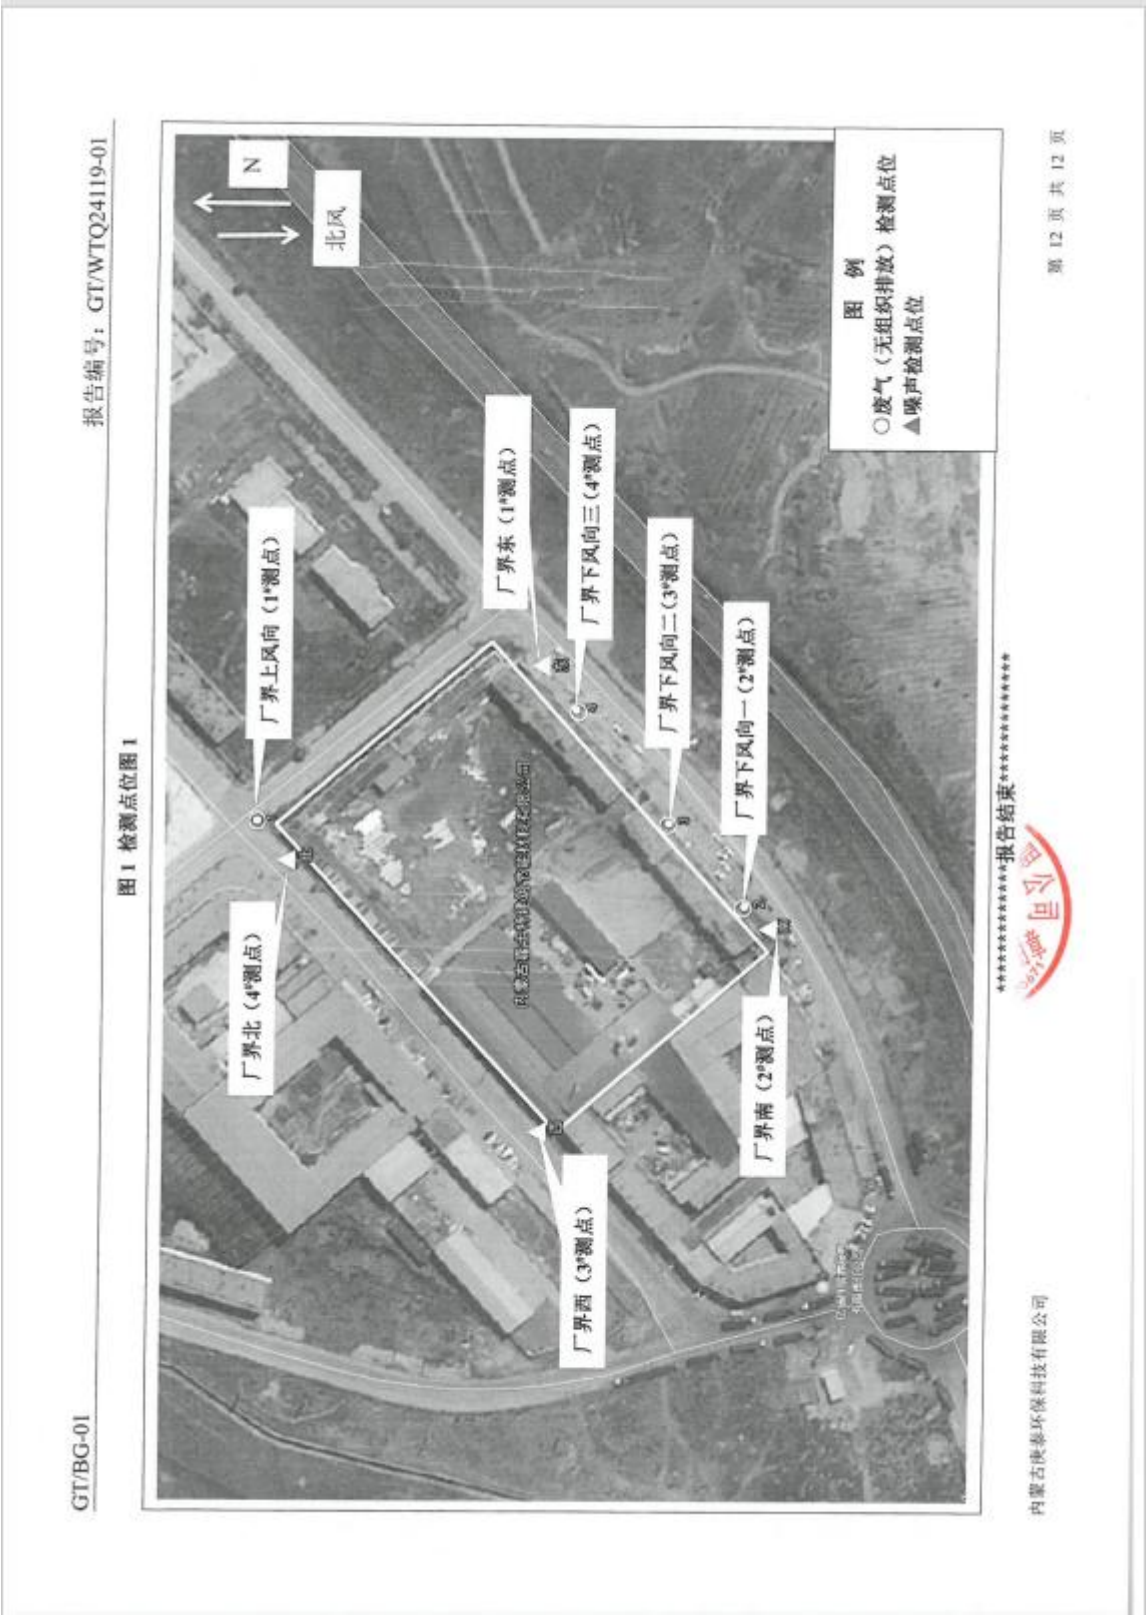 GT/BG-01
报告编号：GT/WTQ24119-01
图1 检测点位图1
N
北风
厂界上风向（1#测点）
厂界北（4#测点）
厂界东（1#测点）
厂界下风向三（4#测点）
厂界下风向二（3#测点）
厂界下风向一（2#测点）
厂界西（3#测点）
厂界南（2#测点）
图 例
○废气（无组织排放）检测点位
▲噪声检测点位
**************报告结束**************
公司
内蒙古庚泰环保科技有限公司
第 12 页 共 12 页